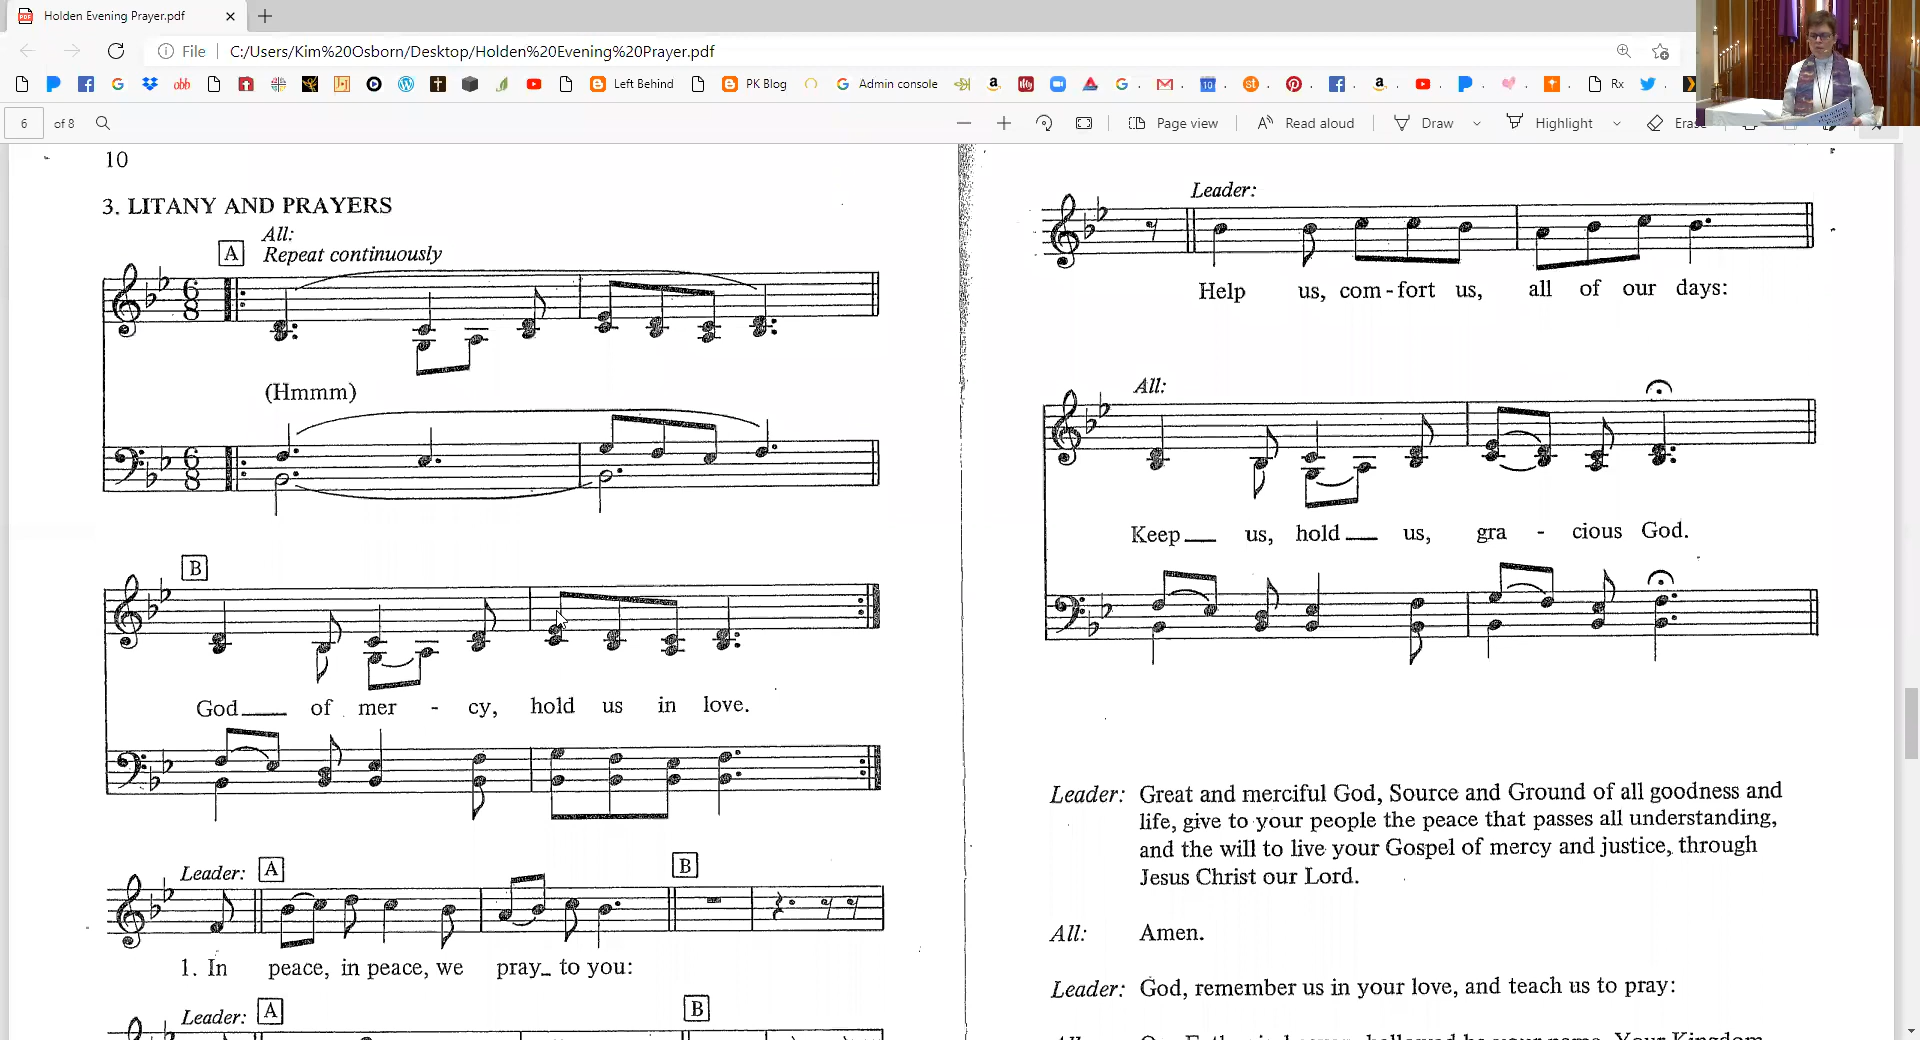 Holden Evening Prayer.pdf
File C:/Users/Kim%20Osborn/Desktop/Holden%20Evening%20Prayer.pdf
obb Left Behind PK Blog Admin console Rx
6 of 8 Page view Read aloud Draw Highlight
10
3. LITANY AND PRAYERS
All:
A Repeat continuously
(Hmmm)
B
God of mer - cy, hold us in love.
Leader: A B
1. In peace, in peace, we pray_ to you:
Leader: A B
Leader:
Help us, com - fort us, all of our days:
All:
Keep us, hold us, gra - cious God.
Leader: Great and merciful God, Source and Ground of all goodness and
life, give to your people the peace that passes all understanding,
and the will to live your Gospel of mercy and justice, through
Jesus Christ our Lord.
All: Amen.
Leader: God, remember us in your love, and teach us to pray: